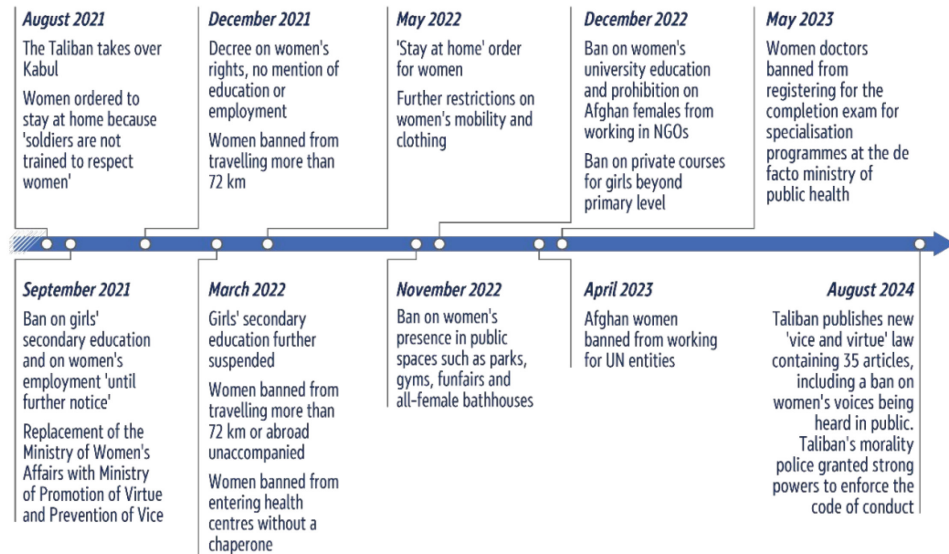 August 2021
The Taliban takes over
Kabul
Women ordered to
stay at home because
'soldiers are not
trained to respect
women'
December 2021
Decree on women's
rights, no mention of
education or
employment
Women banned from
travelling more than
72 km
May 2022
'Stay at home' order
for women
Further restrictions on
women's mobility and
clothing
December 2022
Ban on women's
university education
and prohibition on
Afghan females from
working in NGOs
Ban on private courses
for girls beyond
primary level
May 2023
Women doctors
banned from
registering for the
completion exam for
specialisation
programmes at the de
facto ministry of
public health
September 2021
Ban on girls'
secondary education
and on women's
employment 'until
further notice'
Replacement of the
Ministry of Women's
Affairs with Ministry
of Promotion of Virtue
and Prevention of Vice
March 2022
Girls' secondary
education further
suspended
Women banned from
travelling more than
72 km or abroad
unaccompanied
Women banned from
entering health
centres without a
chaperone
November 2022
Ban on women's
presence in public
spaces such as parks,
gyms, funfairs and
all-female bathhouses
April 2023
Afghan women
banned from working
for UN entities
August 2024
Taliban publishes new
'vice and virtue' law
containing 35 articles,
including a ban on
women's voices being
heard in public.
Taliban's morality
police granted strong
powers to enforce the
code of conduct